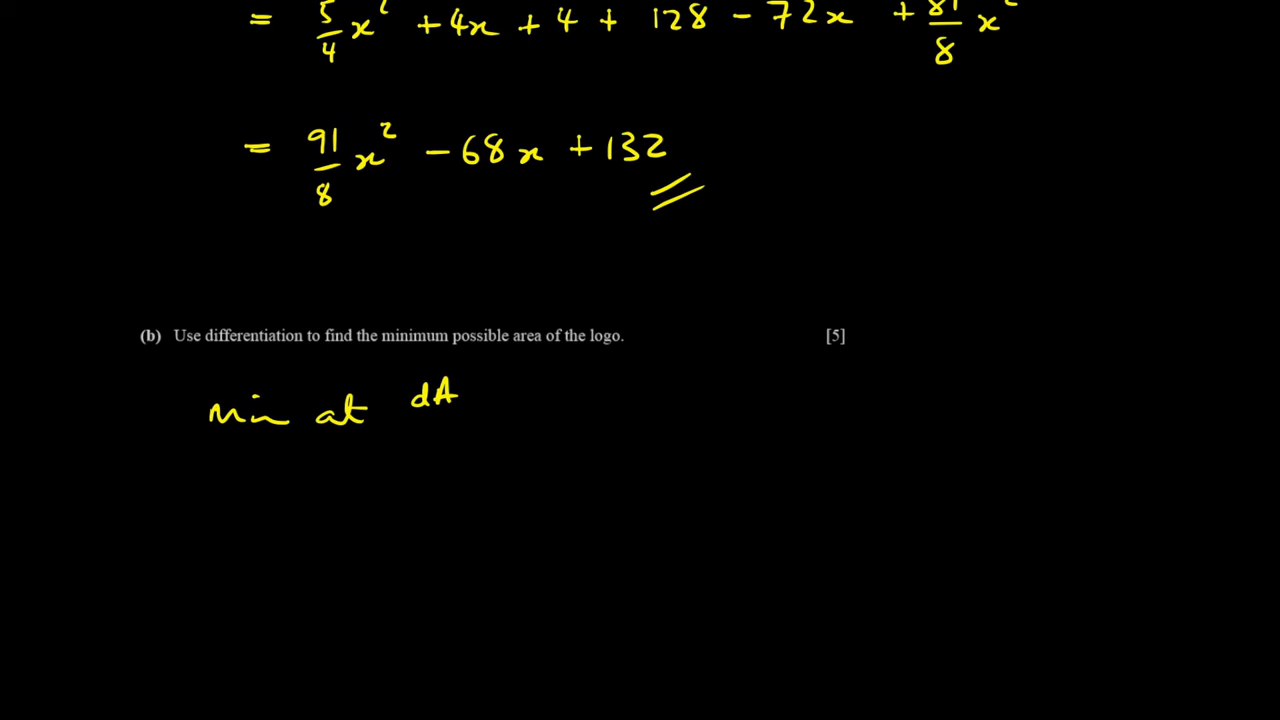 = 5/4 x² + 4x + 4 + 128 - 72x + 81/8 x²
= 91/8 x² - 68x + 132
(b) Use differentiation to find the minimum possible area of the logo. [5]
Min at dA